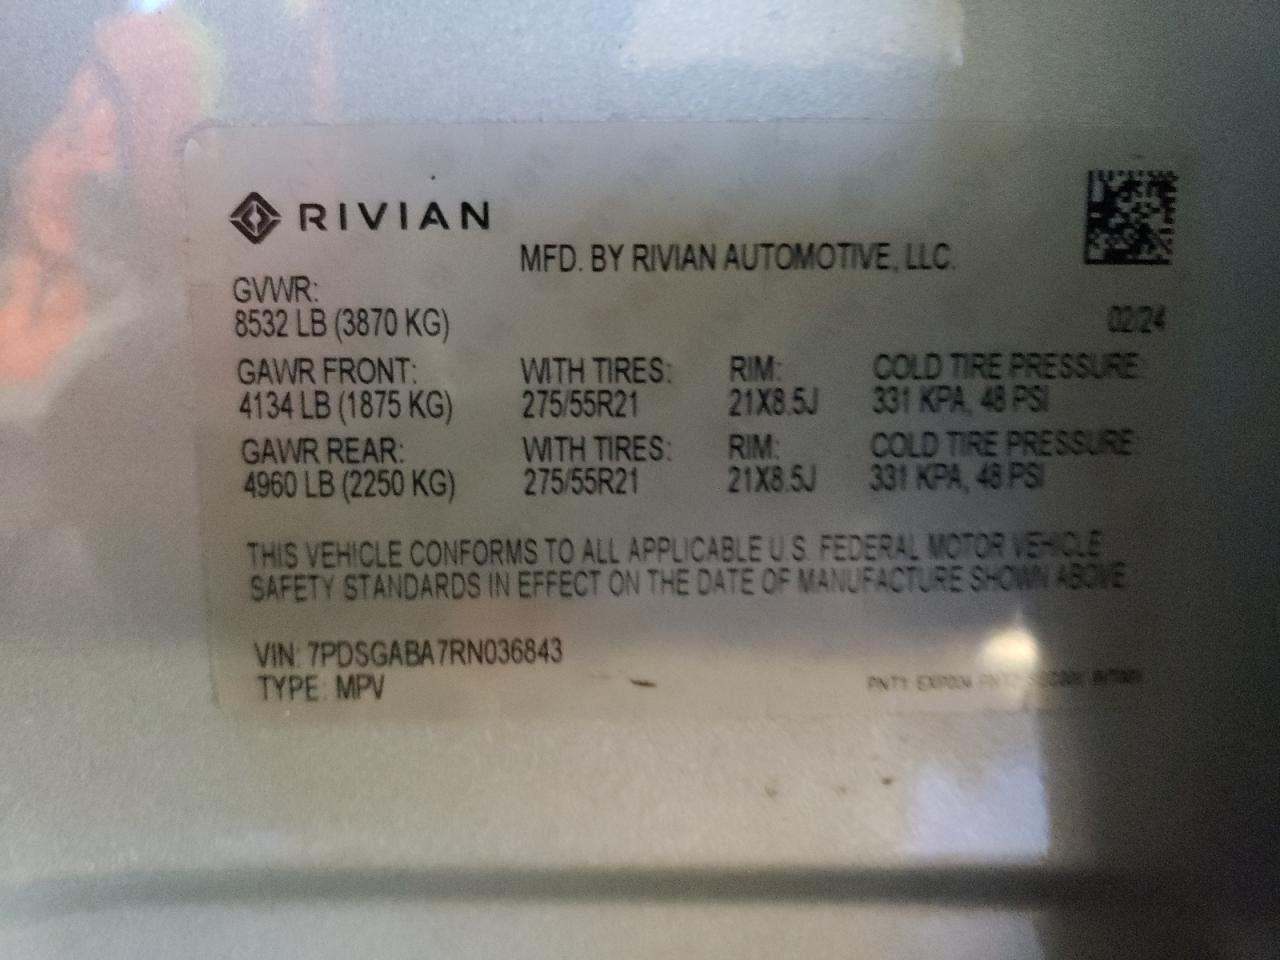 RIVIAN
MFD. BY RIVIAN AUTOMOTIVE, LLC.
GVWR:
8532 LB (3870 KG)
02/24
GAWR FRONT: WITH TIRES: RIM: COLD TIRE PRESSURE:
4134 LB (1875 KG) 275/55R21 21X8.5J 331 KPA, 48 PSI
GAWR REAR: WITH TIRES: RIM: COLD TIRE PRESSURE:
4960 LB (2250 KG) 275/55R21 21X8.5J 331 KPA, 48 PSI
THIS VEHICLE CONFORMS TO ALL APPLICABLE U.S. FEDERAL MOTOR VEHICLE
SAFETY STANDARDS IN EFFECT ON THE DATE OF MANUFACTURE SHOWN ABOVE
VIN: 7PDSGABA7RN036843
TYPE: MPV
PNT1